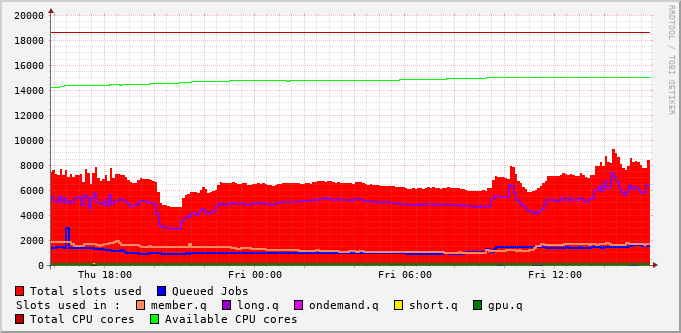 20000
18000
16000
14000
12000
10000
8000
6000
4000
2000
0
Thu 18:00 Fri 00:00 Fri 06:00 Fri 12:00
Total slots used Queued Jobs
Slots used in : member.q long.q ondemand.q short.q gpu.q
Total CPU cores Available CPU cores
RRDTOOL / TOBI OETIKER